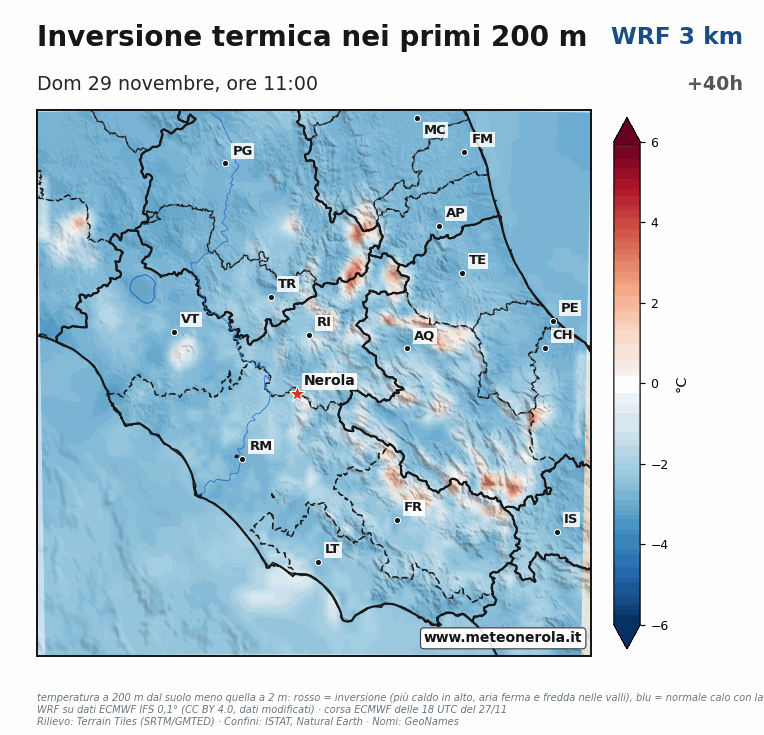 Inversione termica nei primi 200 m WRF 3 km
Dom 29 novembre, ore 11:00 +40h
MC
FM
PG
AP
TE
TR
PE
VT
RI
AQ
CH
Nerola
RM
FR
IS
LT
www.meteonerola.it
6
4
2
0
−2
−4
−6
°C
temperatura a 200 m dal suolo meno quella a 2 m: rosso = inversione (più caldo in alto, aria ferma e fredda nelle valli), blu = normale calo con la
WRF su dati ECMWF IFS 0,1° (CC BY 4.0, dati modificati) · corsa ECMWF delle 18 UTC del 27/11
Rilievo: Terrain Tiles (SRTM/GMTED) · Confini: ISTAT, Natural Earth · Nomi: GeoNames